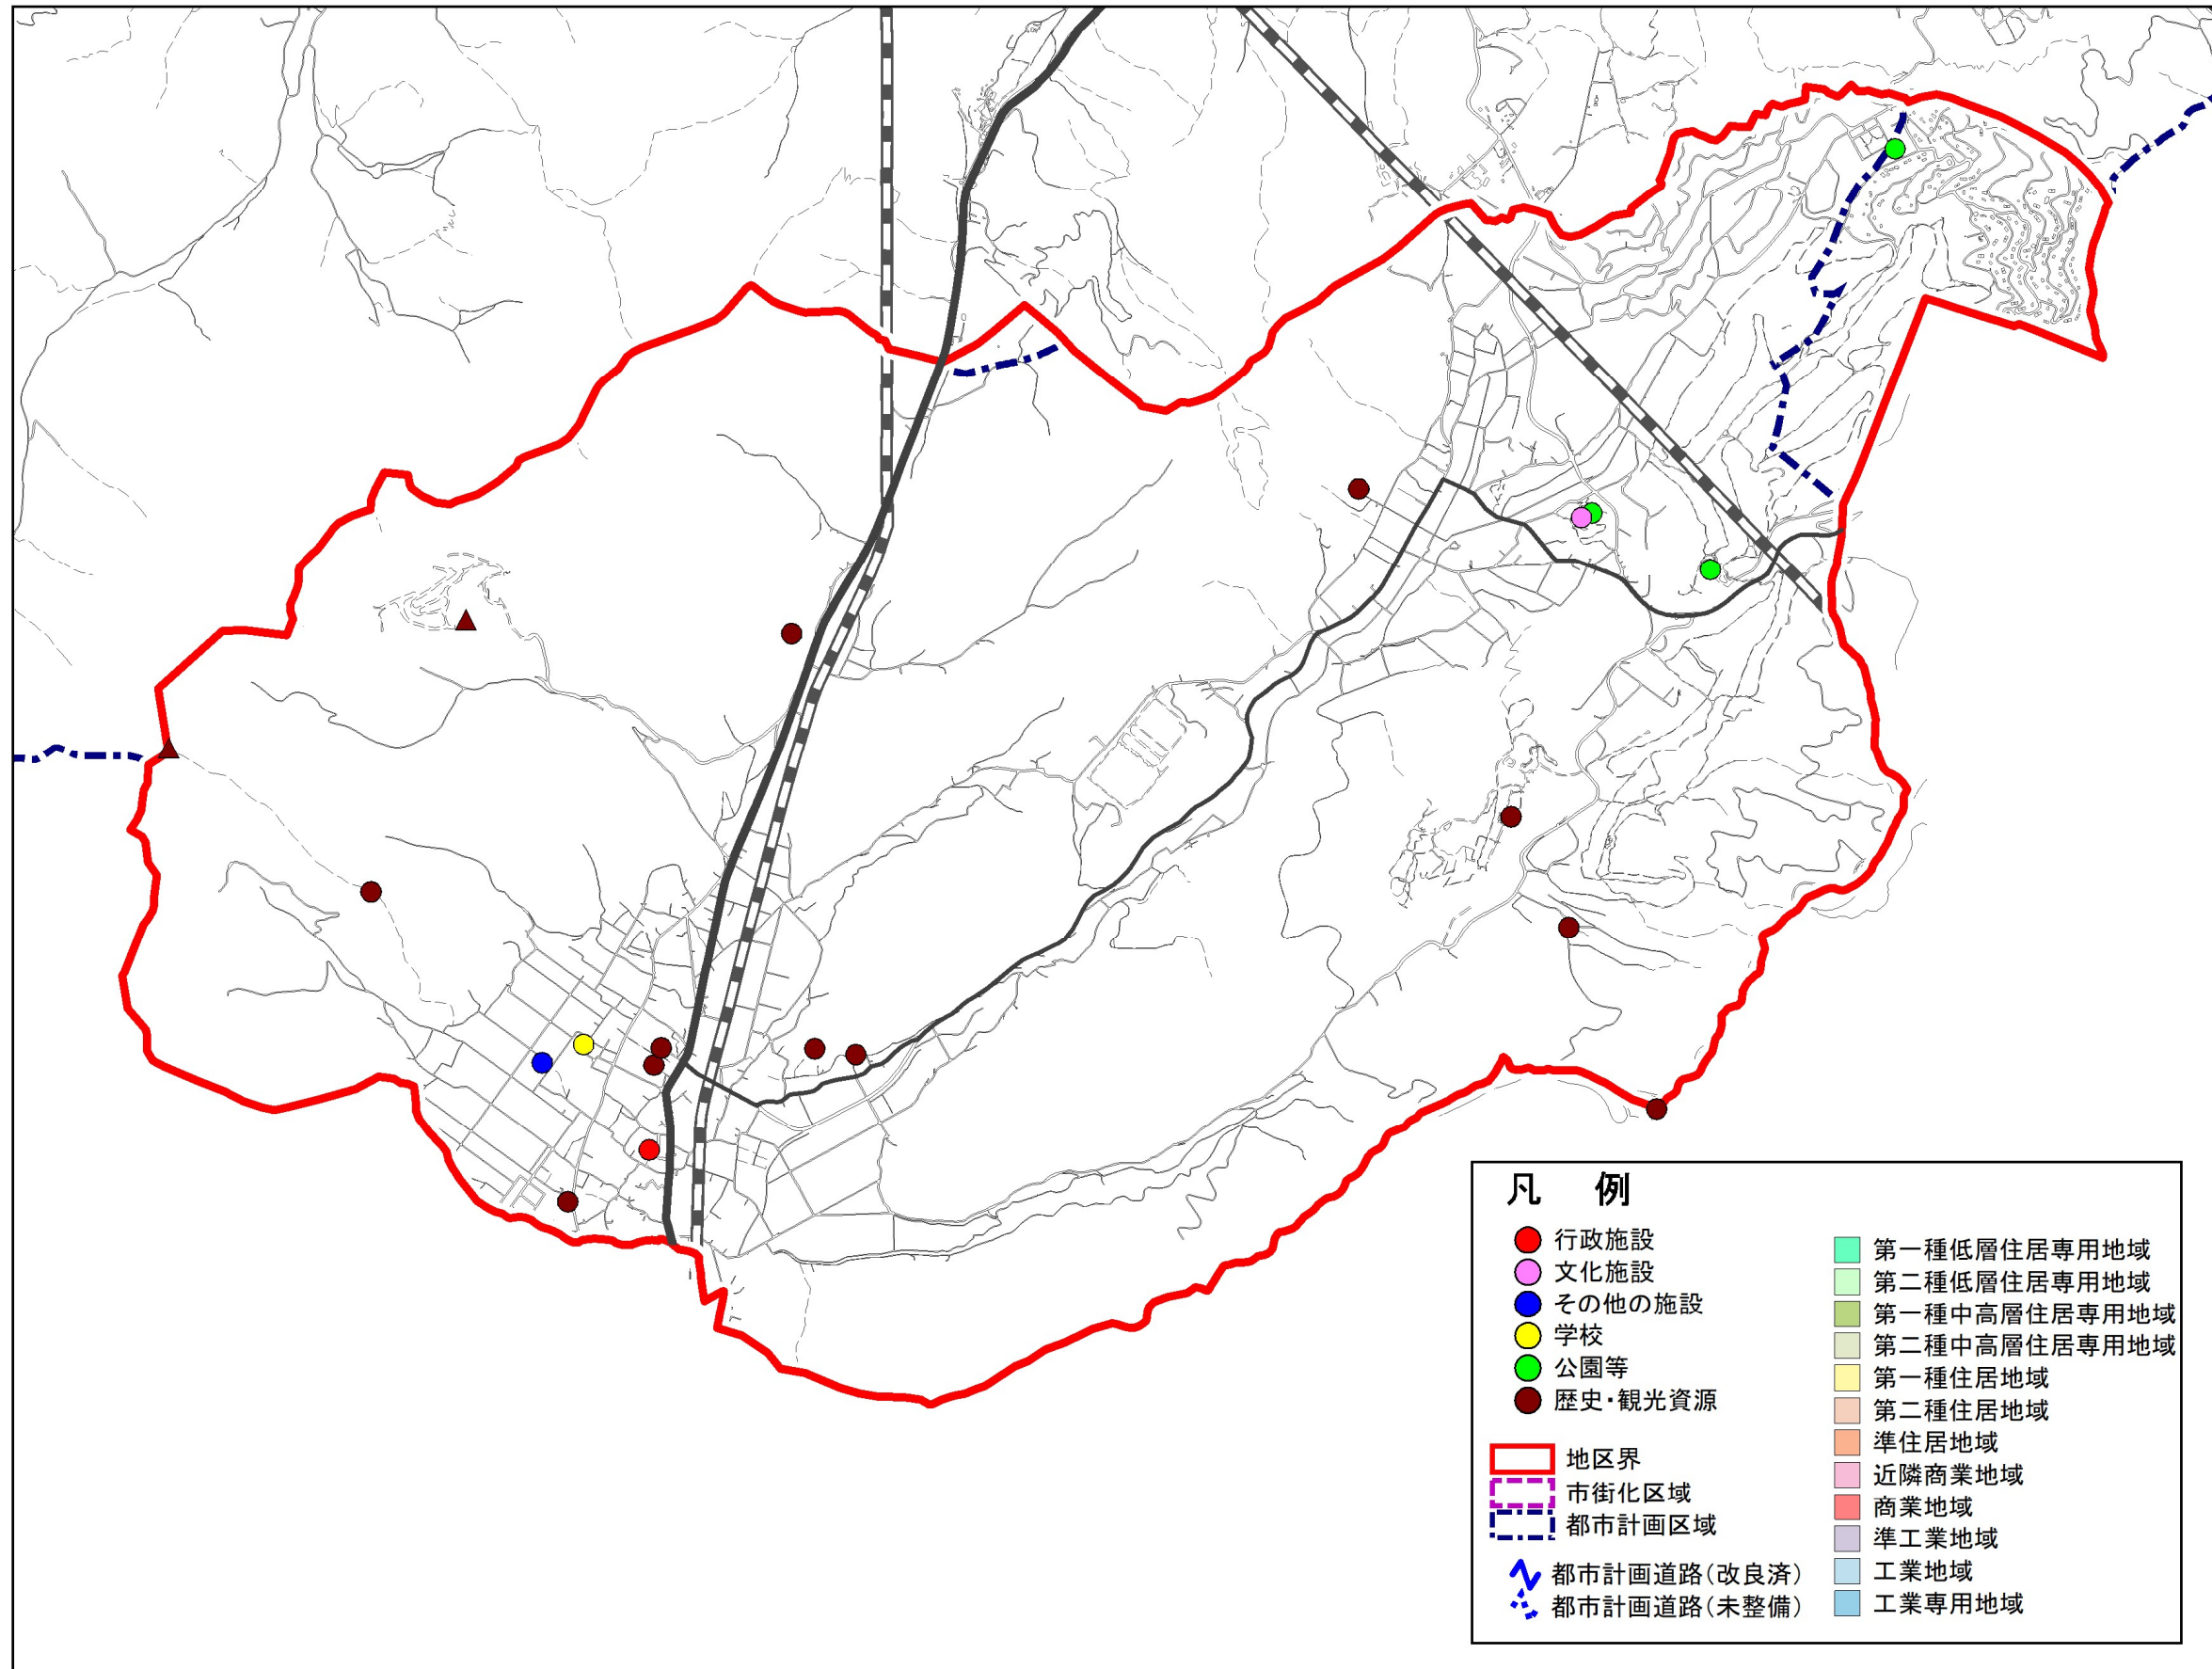 凡 例
行政施設
文化施設
その他の施設
学校
公園等
歴史・観光資源
地区界
市街化区域
都市計画区域
都市計画道路(改良済)
都市計画道路(未整備)
第一種低層住居専用地域
第二種低層住居専用地域
第一種中高層住居専用地域
第二種中高層住居専用地域
第一種住居地域
第二種住居地域
準住居地域
近隣商業地域
商業地域
準工業地域
工業地域
工業専用地域